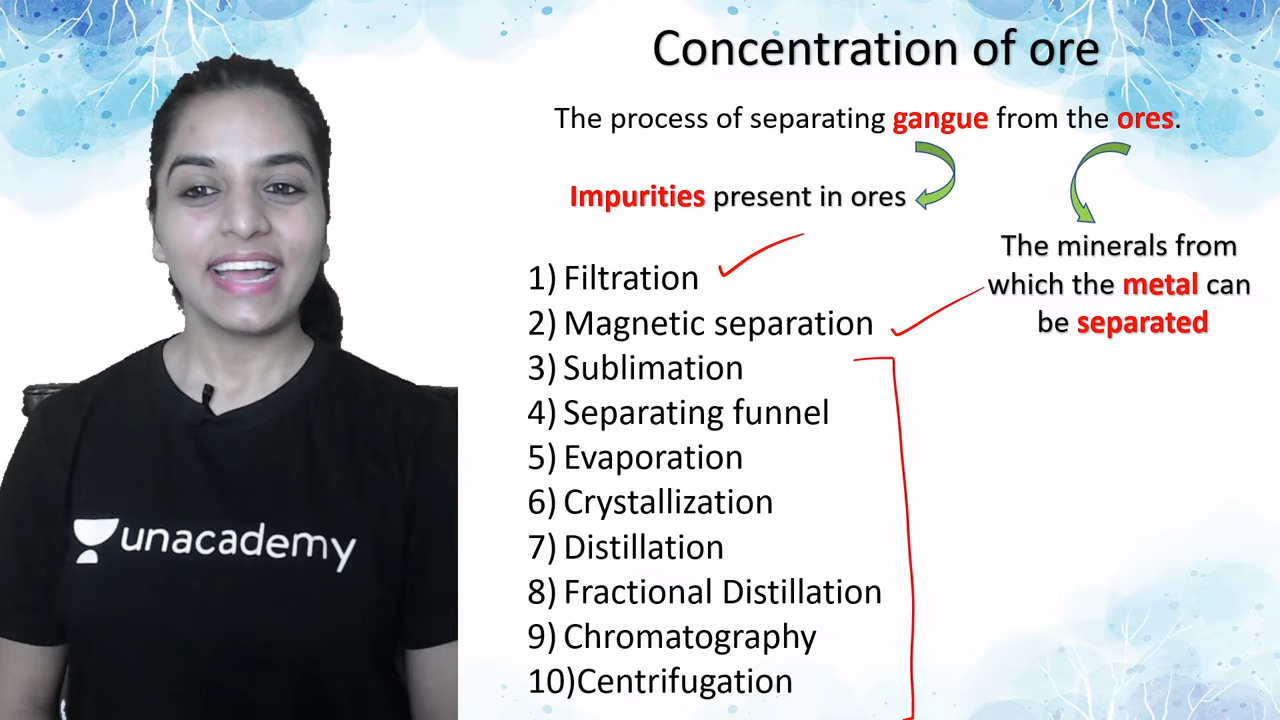 Concentration of ore
The process of separating gangue from the ores.
Impurities present in ores
The minerals from
which the metal can
be separated
1) Filtration
2) Magnetic separation
3) Sublimation
4) Separating funnel
5) Evaporation
6) Crystallization
7) Distillation
8) Fractional Distillation
9) Chromatography
10)Centrifugation
unacademy